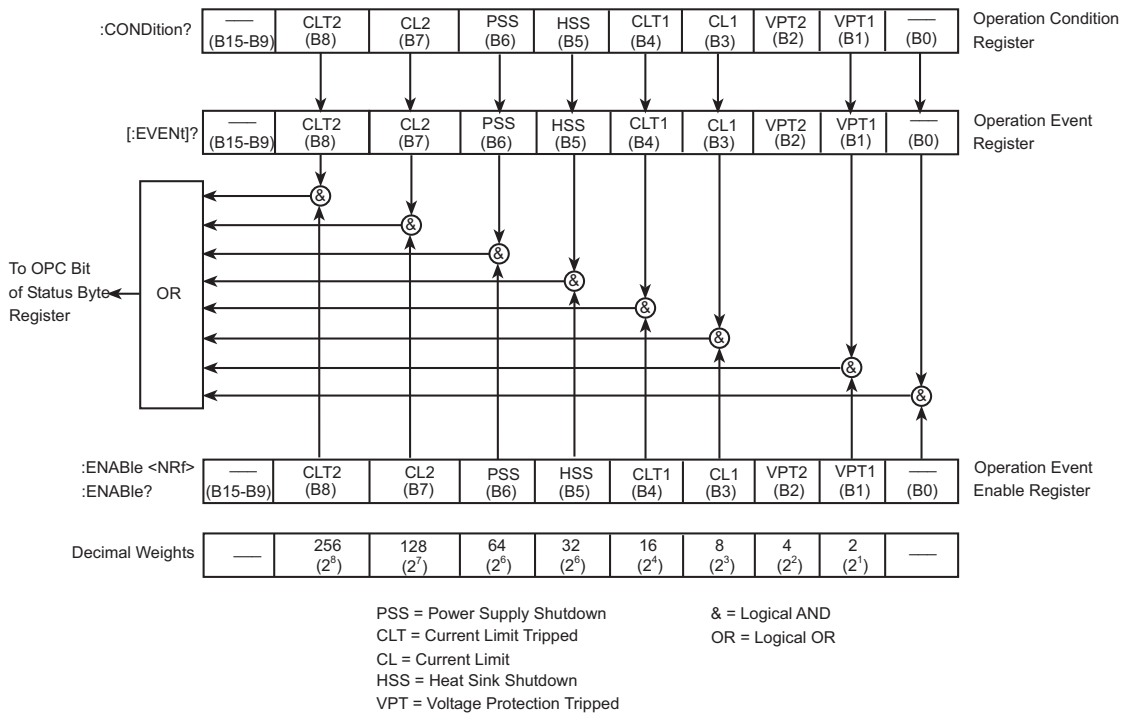 :CONDition? —— (B15-B9) CLT2 (B8) CL2 (B7) PSS (B6) HSS (B5) CLT1 (B4) CL1 (B3) VPT2 (B2) VPT1 (B1) —— (B0) Operation Condition Register
[:EVENt]? —— (B15-B9) CLT2 (B8) CL2 (B7) PSS (B6) HSS (B5) CLT1 (B4) CL1 (B3) VPT2 (B2) VPT1 (B1) —— (B0) Operation Event Register
&
&
&
&
&
&
&
&
To OPC Bit
of Status Byte
Register
OR
:ENABle <NRf>
:ENABle?
—— (B15-B9) CLT2 (B8) CL2 (B7) PSS (B6) HSS (B5) CLT1 (B4) CL1 (B3) VPT2 (B2) VPT1 (B1) —— (B0)
Operation Event
Enable Register
Decimal Weights —— 256 (2⁸) 128 (2⁷) 64 (2⁶) 32 (2⁶) 16 (2⁴) 8 (2³) 4 (2²) 2 (2¹) ——
PSS = Power Supply Shutdown
CLT = Current Limit Tripped
CL = Current Limit
HSS = Heat Sink Shutdown
VPT = Voltage Protection Tripped
& = Logical AND
OR = Logical OR